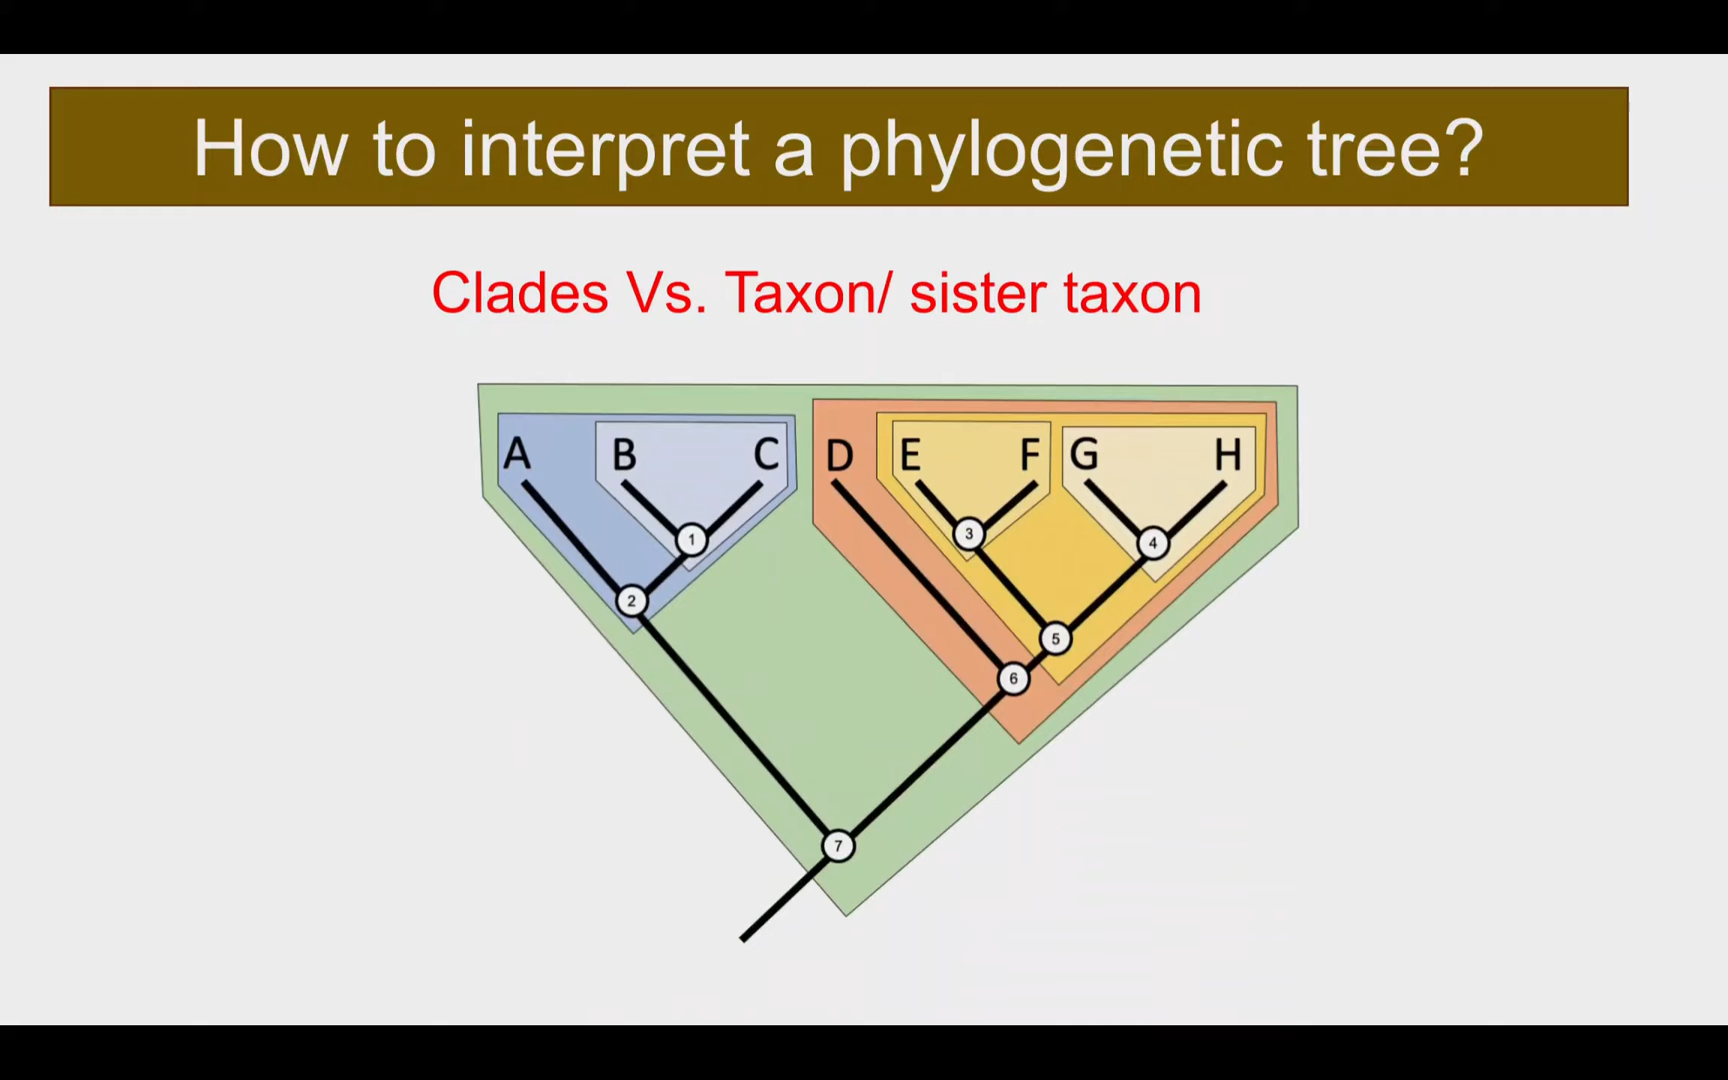 How to interpret a phylogenetic tree?
Clades Vs. Taxon/ sister taxon
A B C D E F G H
3
1 4
2
5
6
7